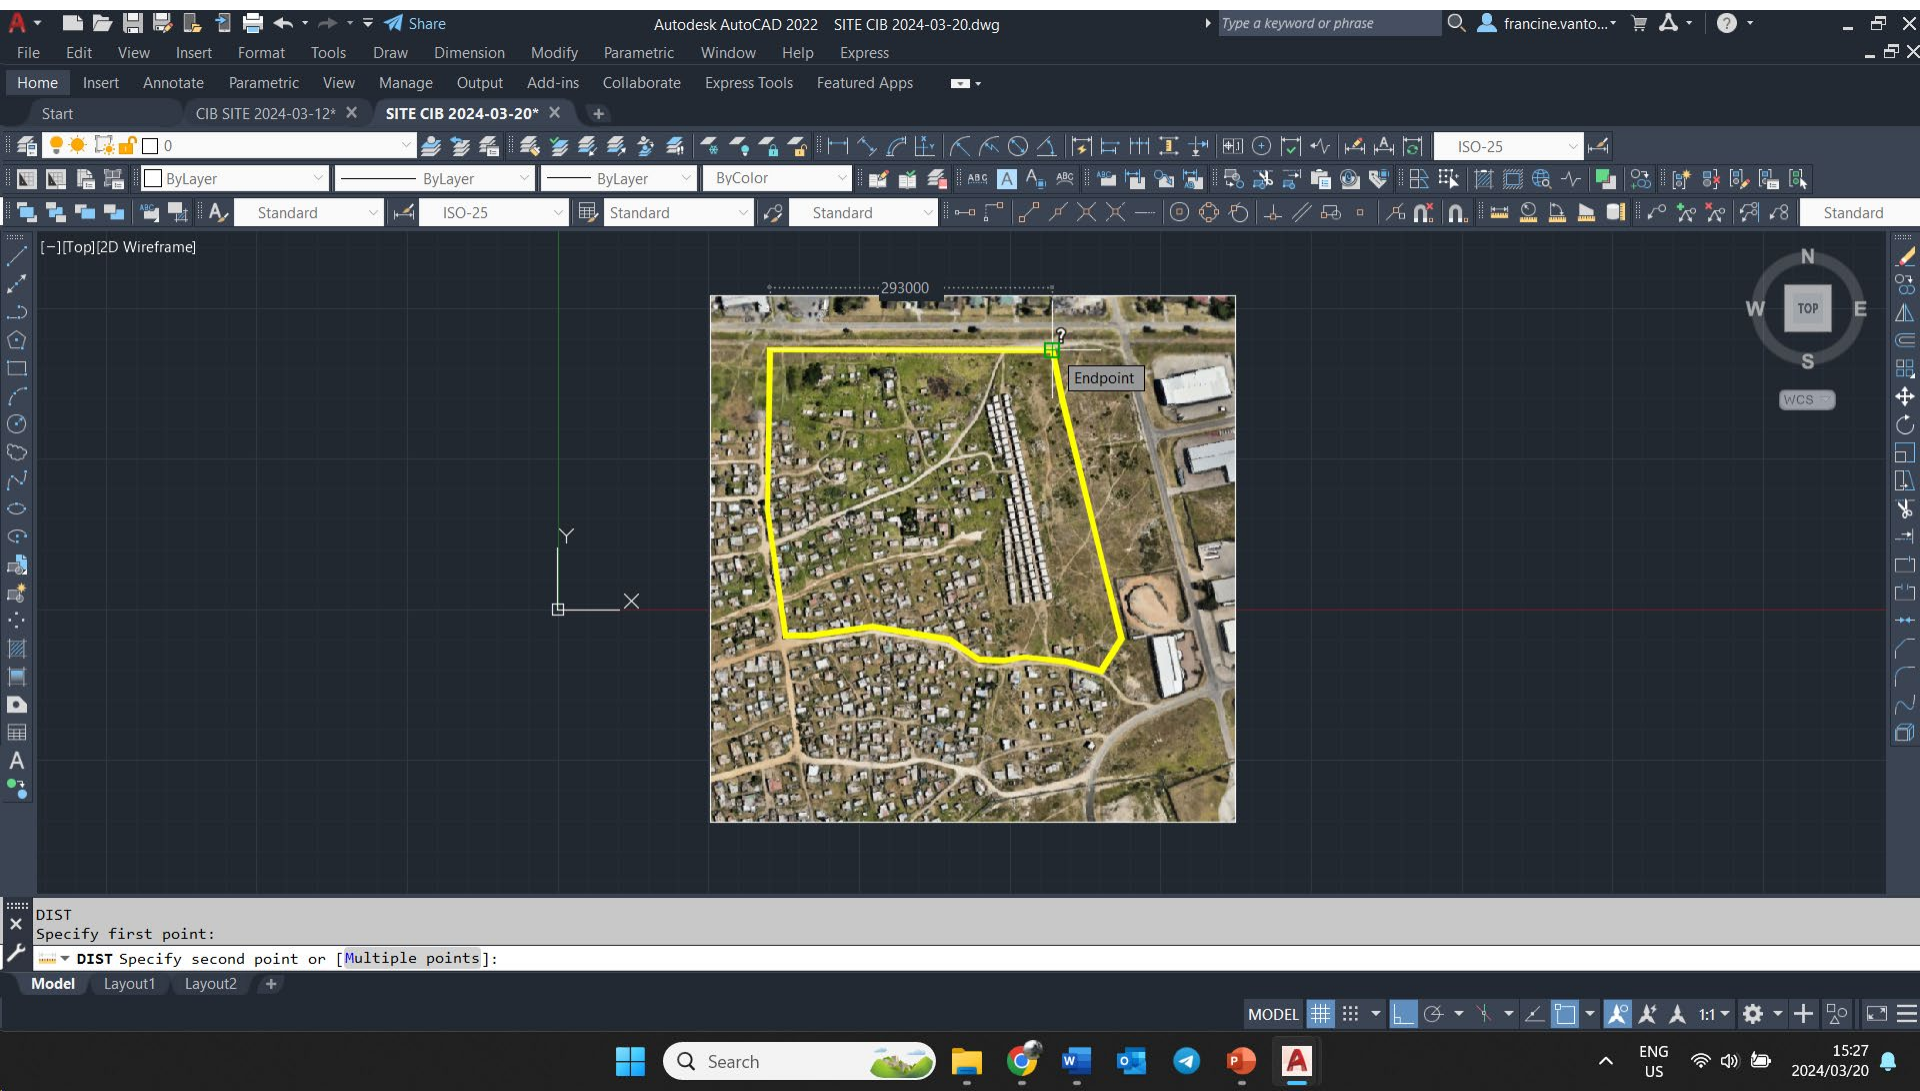 Share
Autodesk AutoCAD 2022 SITE CIB 2024-03-20.dwg
Type a keyword or phrase
francine.vanto...
File Edit View Insert Format Tools Draw Dimension Modify Parametric Window Help Express
Home Insert Annotate Parametric View Manage Output Add-ins Collaborate Express Tools Featured Apps
Start CIB SITE 2024-03-12* SITE CIB 2024-03-20*
0 ISO-25
ByLayer ByLayer ByLayer ByColor
Standard ISO-25 Standard Standard Standard
[−][Top][2D Wireframe]
293000
Endpoint
N
W TOP E
S
WCS
Y
X
DIST
Specify first point:
DIST Specify second point or [Multiple points]:
Model Layout1 Layout2
MODEL 1:1
Search
ENG
US
15:27
2024/03/20